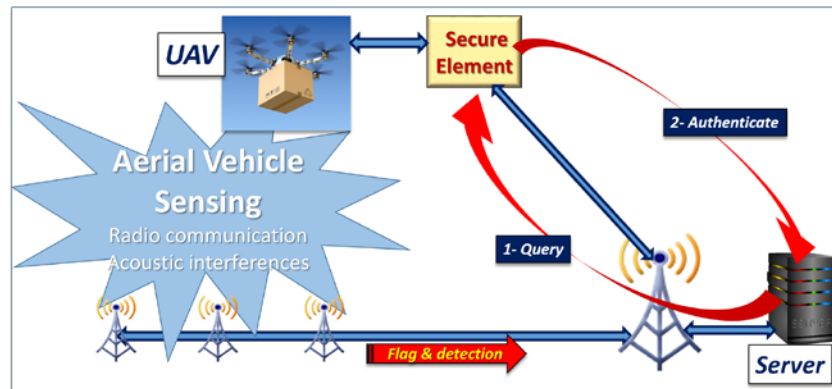 UAV
Secure
Element
2- Authenticate
Aerial Vehicle
Sensing
Radio communication
Acoustic interferences
1- Query
Flag & detection
Server